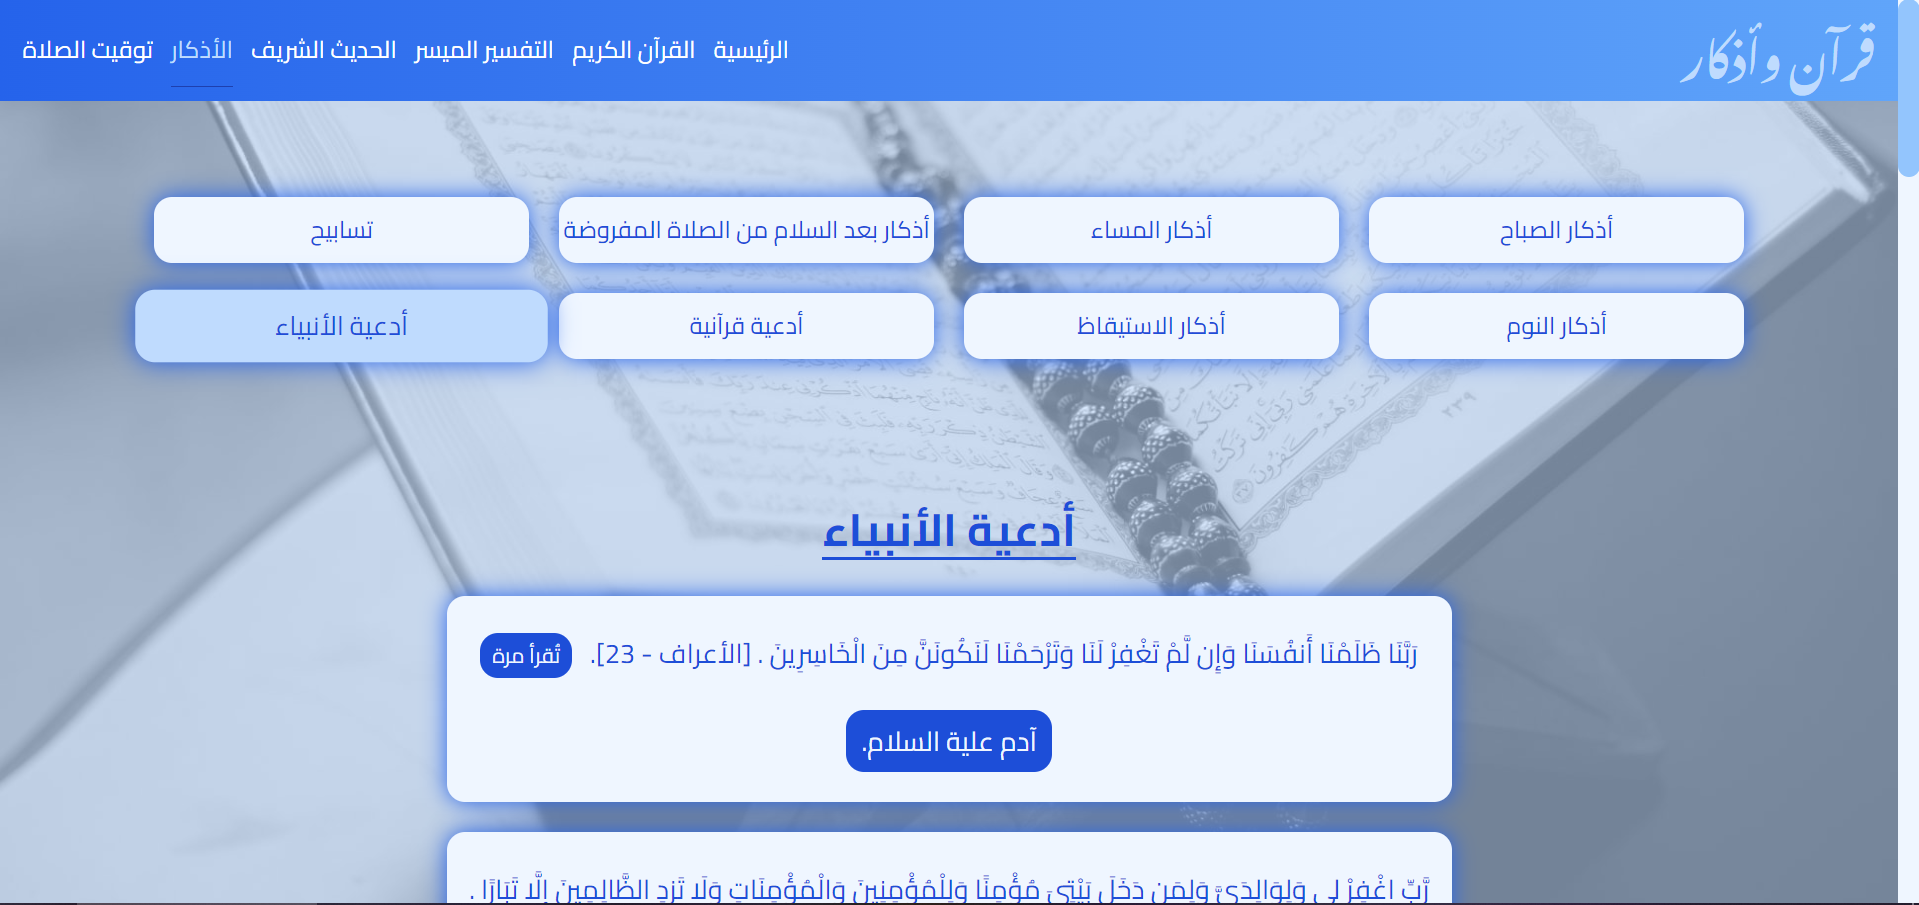 قرآن و أذكار
الرئيسية القرآن الكريم التفسير الميسر الحديث الشريف الأذكار توقيت الصلاة
أذكار الصباح أذكار المساء أذكار بعد السلام من الصلاة المفروضة تسابيح
أذكار النوم أذكار الاستيقاظ أدعية قرآنية أدعية الأنبياء
أدعية الأنبياء
رَبَّنَا ظَلَمْنَا أَنفُسَنَا وَإِن لَّمْ تَغْفِرْ لَنَا وَتَرْحَمْنَا لَنَكُونَنَّ مِنَ الْخَاسِرِينَ . [الأعراف - 23]. تُقرأ مرة
آدم علية السلام.
رَّبِّ اغْفِرْ لِي وَلِوَالِدَيَّ وَلِمَن دَخَلَ بَيْتِيَ مُؤْمِنًا وَلِلْمُؤْمِنِينَ وَالْمُؤْمِنَاتِ وَلَا تَزِدِ الظَّالِمِينَ إِلَّا تَبَارًا .